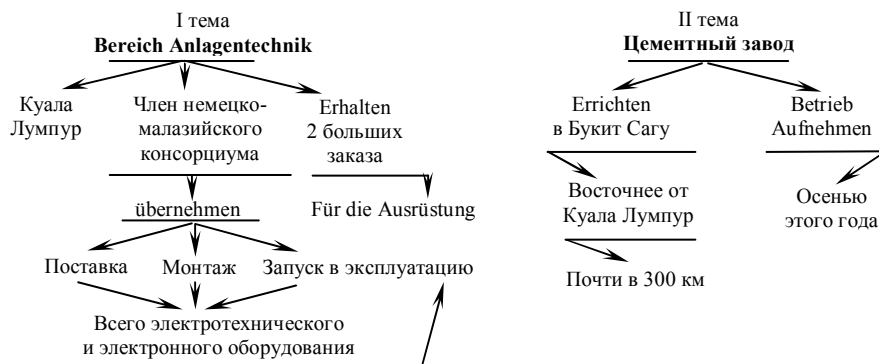 I тема
Bereich Anlagentechnik
Куала
Лумпур
Член немецко-
малазийского
консорциума
Erhalten
2 больших
заказа
übernehmen
Für die Ausrüstung
Поставка
Монтаж
Запуск в эксплуатацию
Всего электротехнического
и электронного оборудования
II тема
Цементный завод
Errichten
в Букит Сагу
Betrieb
Aufnehmen
Восточнее от
Куала Лумпур
Осенью
этого года
Почти в 300 км